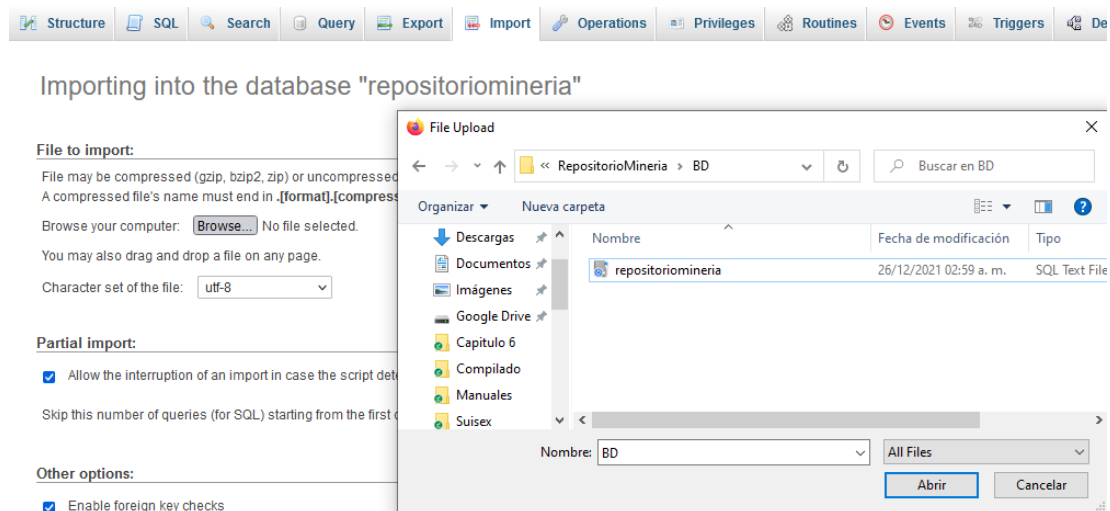 Structure SQL Search Query Export Import Operations Privileges Routines Events Triggers De
Importing into the database "repositoriomineria"
File to import:
File may be compressed (gzip, bzip2, zip) or uncompressed
A compressed file's name must end in .[format].[compress
Browse your computer: Browse... No file selected.
You may also drag and drop a file on any page.
Character set of the file: utf-8
Partial import:
Allow the interruption of an import in case the script dete
Skip this number of queries (for SQL) starting from the first o
Other options:
Enable foreign key checks
File Upload
« RepositorioMineria > BD
Buscar en BD
Organizar Nueva carpeta
Descargas
Documentos
Imágenes
Google Drive
Capitulo 6
Compilado
Manuales
Suisex
Nombre Fecha de modificación Tipo
repositoriomineria 26/12/2021 02:59 a. m. SQL Text File
Nombre: BD All Files
Abrir Cancelar